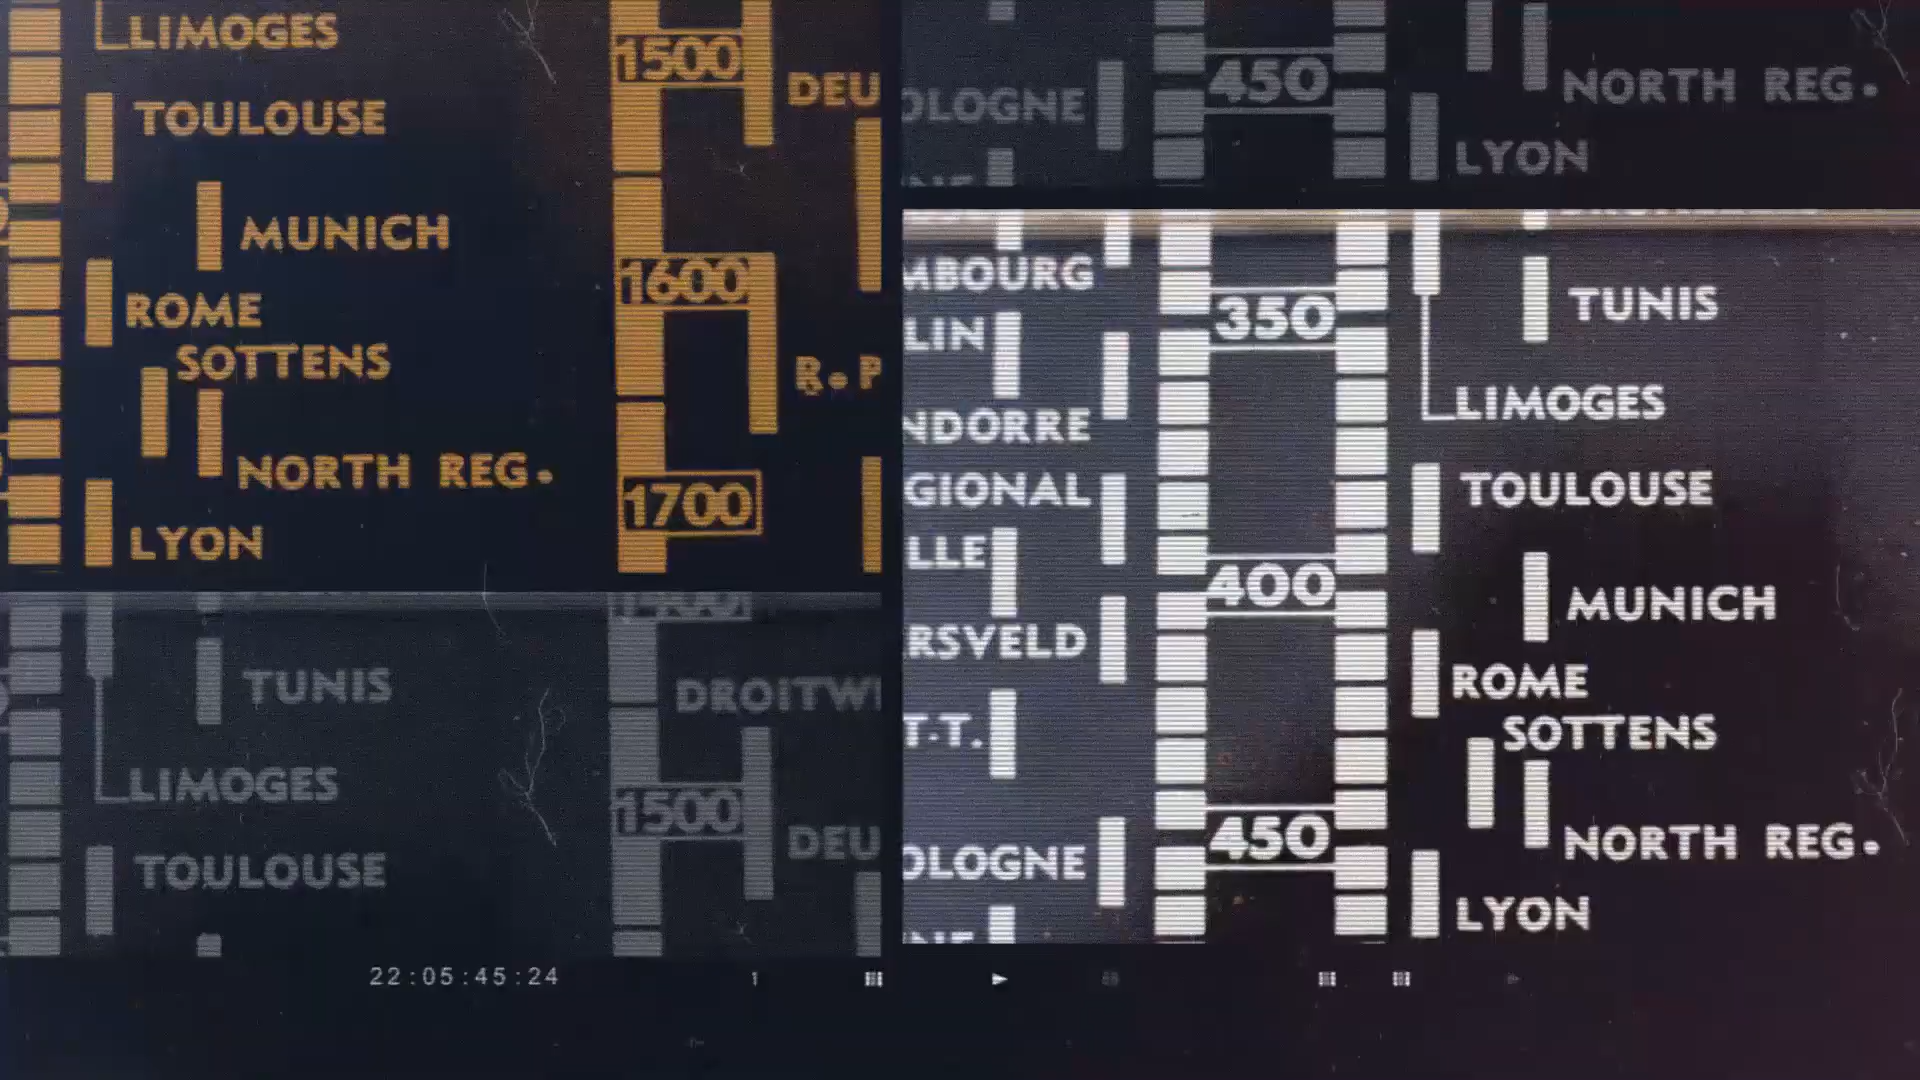 LIMOGES
TOULOUSE
MUNICH
ROME
SOTTENS
NORTH REG.
LYON
1500
DEU
1600
R.P
1700
OLOGNE
450
NORTH REG.
LYON
TUNIS
LIMOGES
TOULOUSE
DROITWI
1500
DEU
MBOURG
350
TUNIS
LIN
LIMOGES
NDORRE
GIONAL
TOULOUSE
LLE
400
MUNICH
RSVELD
ROME
T.T.
SOTTENS
450
NORTH REG.
OLOGNE
LYON
22:05:45:24
1